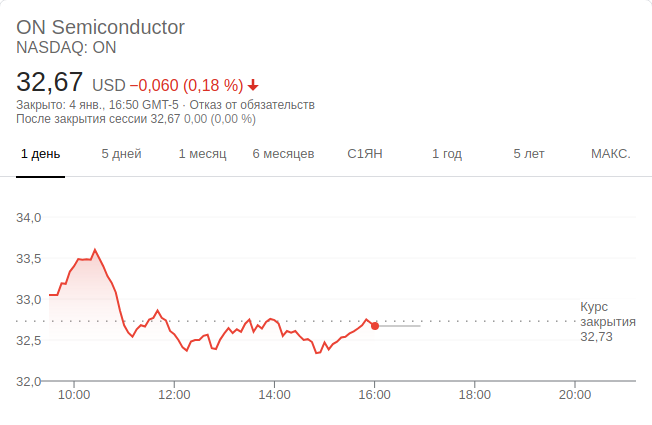 ON Semiconductor
NASDAQ: ON
32,67 USD −0,060 (0,18 %)
Закрыто: 4 янв., 16:50 GMT-5 · Отказ от обязательств
После закрытия сессии 32,67 0,00 (0,00 %)
1 день 5 дней 1 месяц 6 месяцев С1ЯН 1 год 5 лет МАКС.
34,0
33,5
33,0
Курс
закрытия
32,73
32,5
32,0
10:00 12:00 14:00 16:00 18:00 20:00